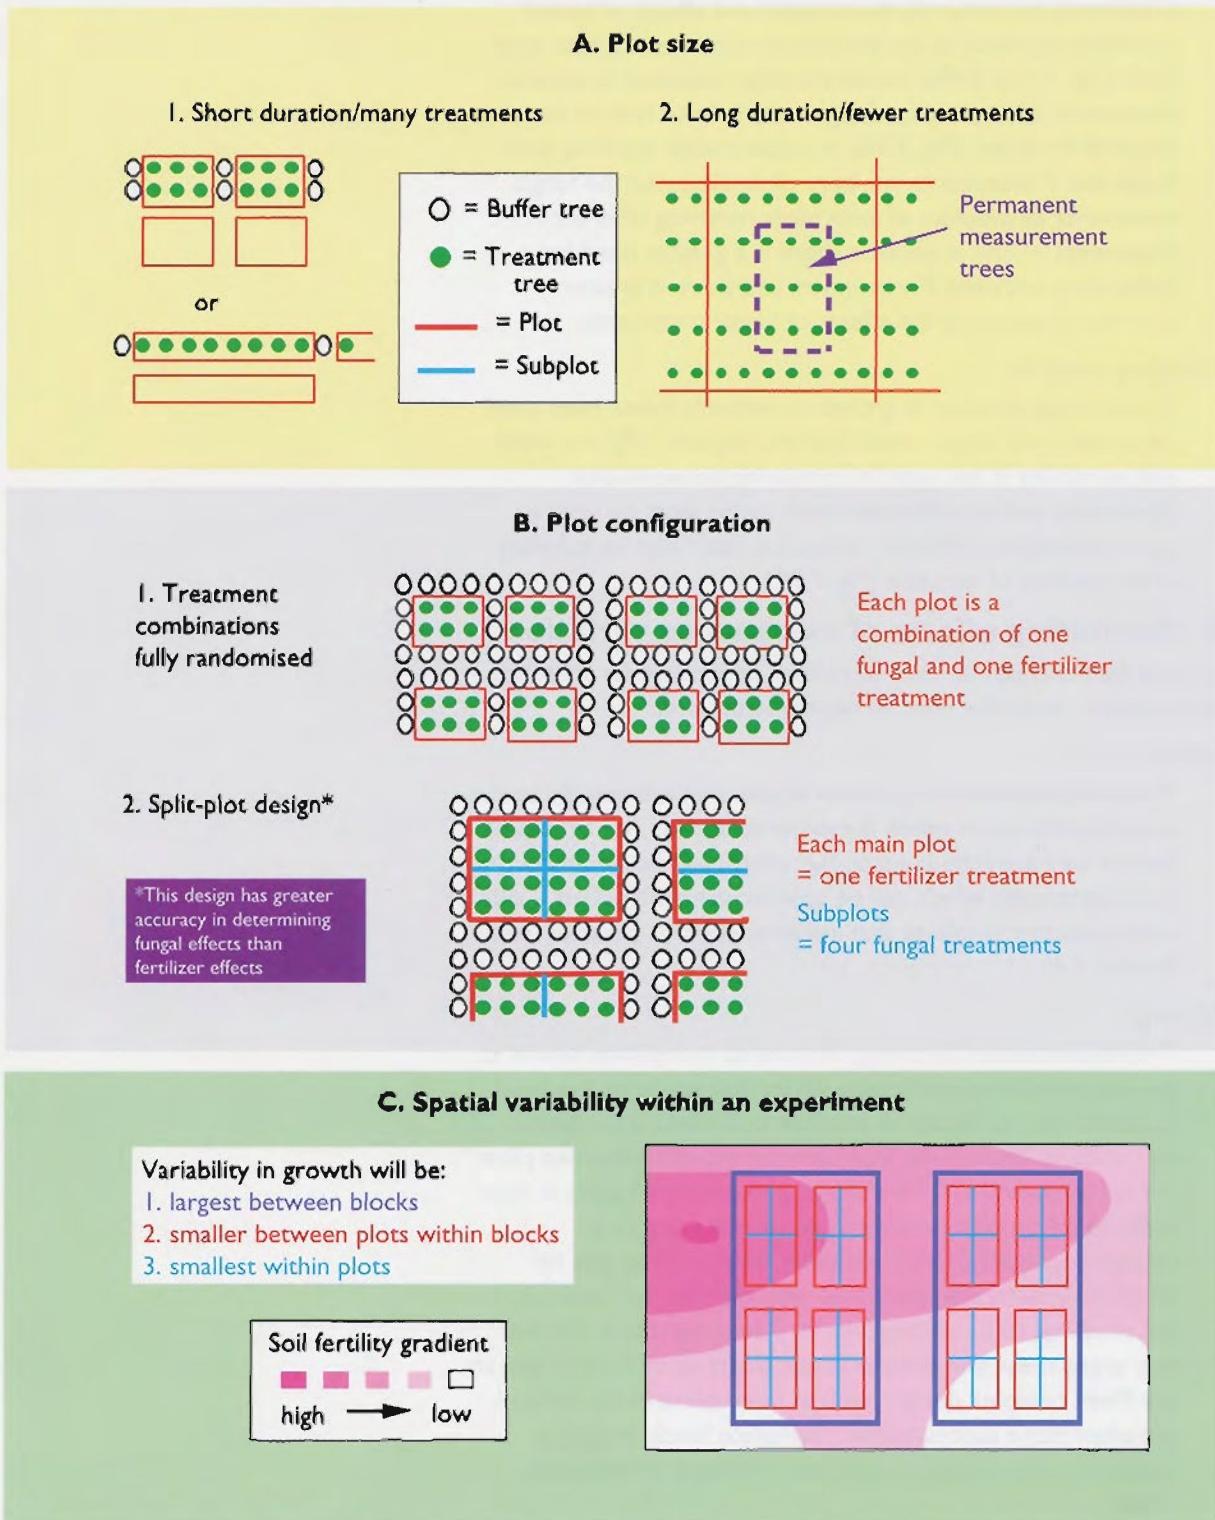 A. Plot size
1. Short duration/many treatments
2. Long duration/fewer treatments
or
= Buffer tree
= Treatment
tree
= Plot
= Subplot
Permanent
measurement
trees
B. Plot configuration
1. Treatment
combinations
fully randomised
Each plot is a
combination of one
fungal and one fertilizer
treatment
2. Split-plot design*
*This design has greater
accuracy in determining
fungal effects than
fertilizer effects
Each main plot
= one fertilizer treatment
Subplots
= four fungal treatments
C. Spatial variability within an experiment
Variability in growth will be:
1. largest between blocks
2. smaller between plots within blocks
3. smallest within plots
Soil fertility gradient
high
low